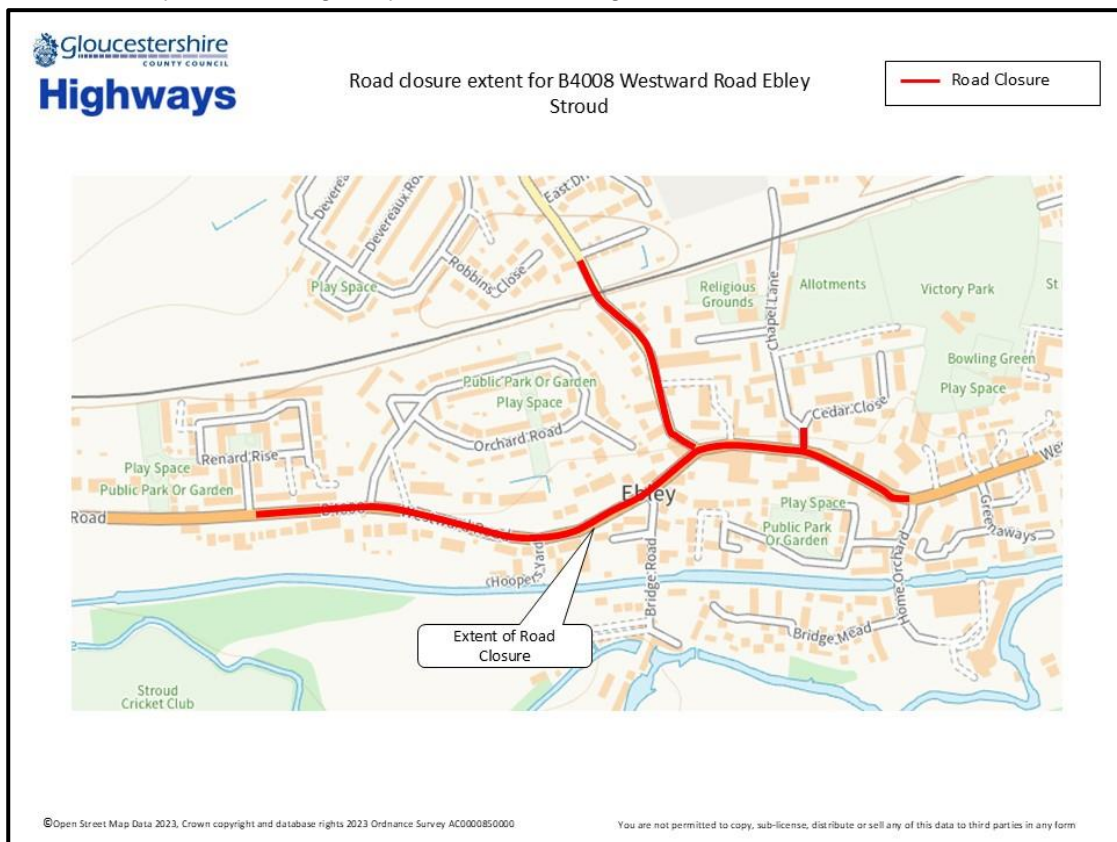 Gloucestershire
COUNTY COUNCIL
Highways
Road closure extent for B4008 Westward Road Ebley
Stroud
Road Closure
Devereaux Ro
East Dr
Robbins Close
Play Space
Religious
Grounds
Chapel Lane
Allotments
Victory Park
St
Bowling Green
Play Space
Public Park Or Garden
Play Space
Cedar Close
Orchard Road
Renard Rise
Play Space
Public Park Or Garden
Road
Westward Road
Ebley
Play Space
Public Park
Or Garden
Greenaways
Hoopers Yard
Bridge Road
Home Orchard
Bridge Mead
Extent of Road
Closure
Stroud
Cricket Club
©Open Street Map Data 2023, Crown copyright and database rights 2023 Ordnance Survey AC0000850000
You are not permitted to copy, sub-license, distribute or sell any of this data to third parties in any form